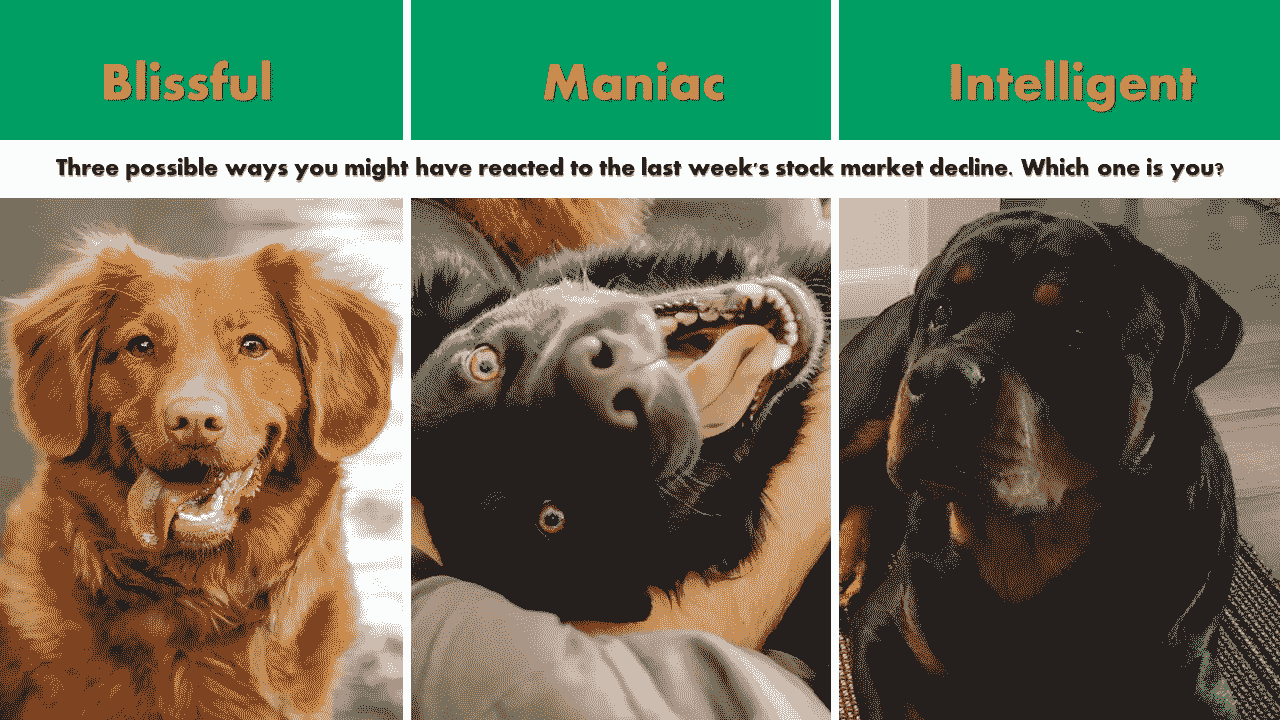 Blissful
Maniac
Intelligent
Three possible ways you might have reacted to the last week's stock market decline. Which one is you?